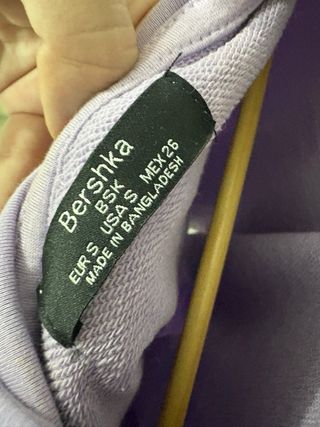 Bershka
BSK
EUR S USA S MEX 26
MADE IN BANGLADESH